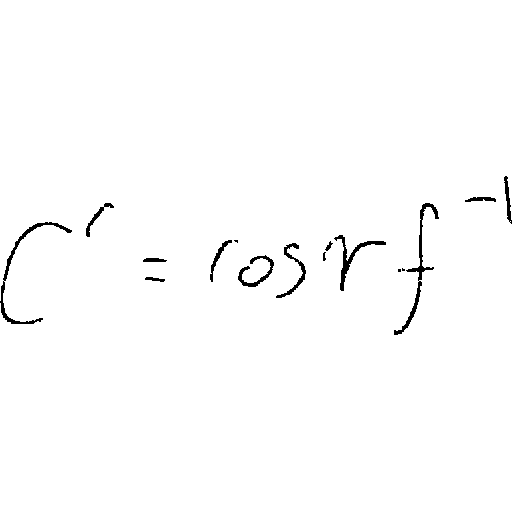 C' = cos r f⁻¹